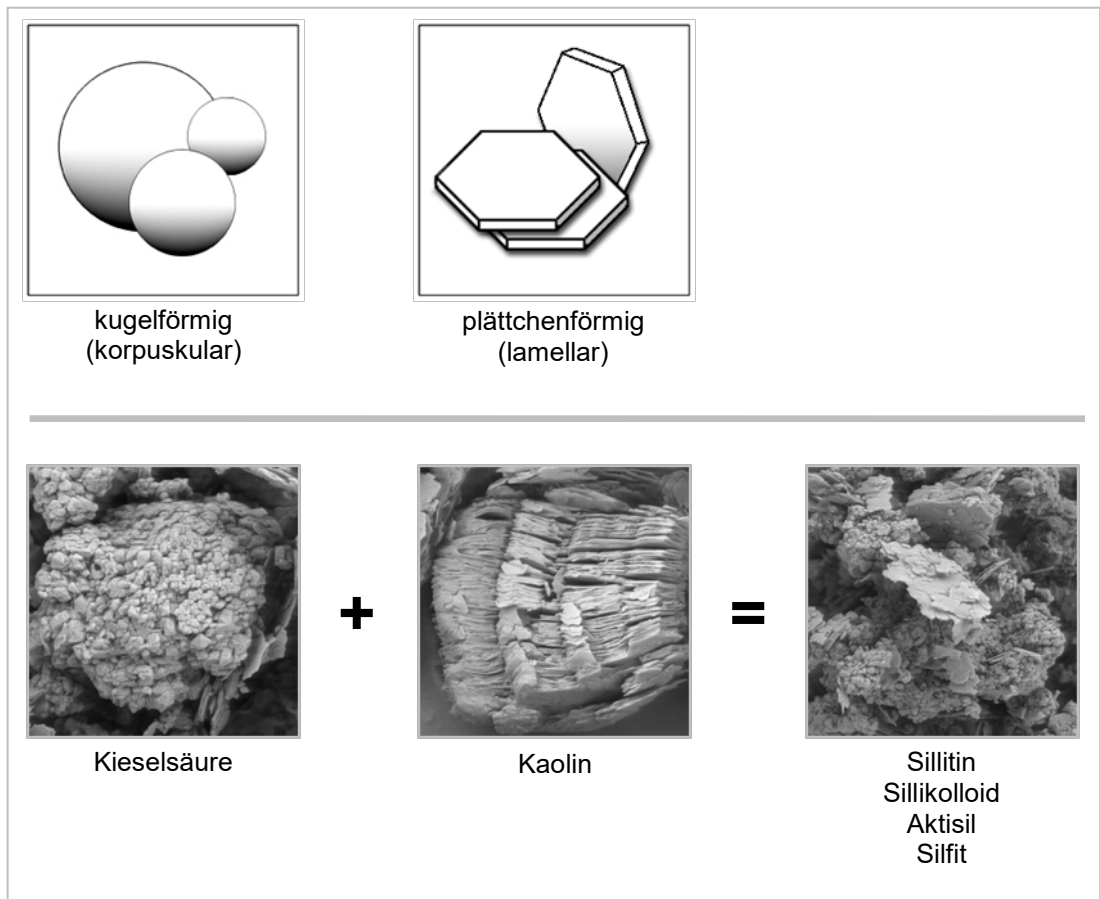 kugelförmig
(korpuskular)
plättchenförmig
(lamellar)
+
=
Kieselsäure
Kaolin
Sillitin
Sillikolloid
Aktisil
Silfit